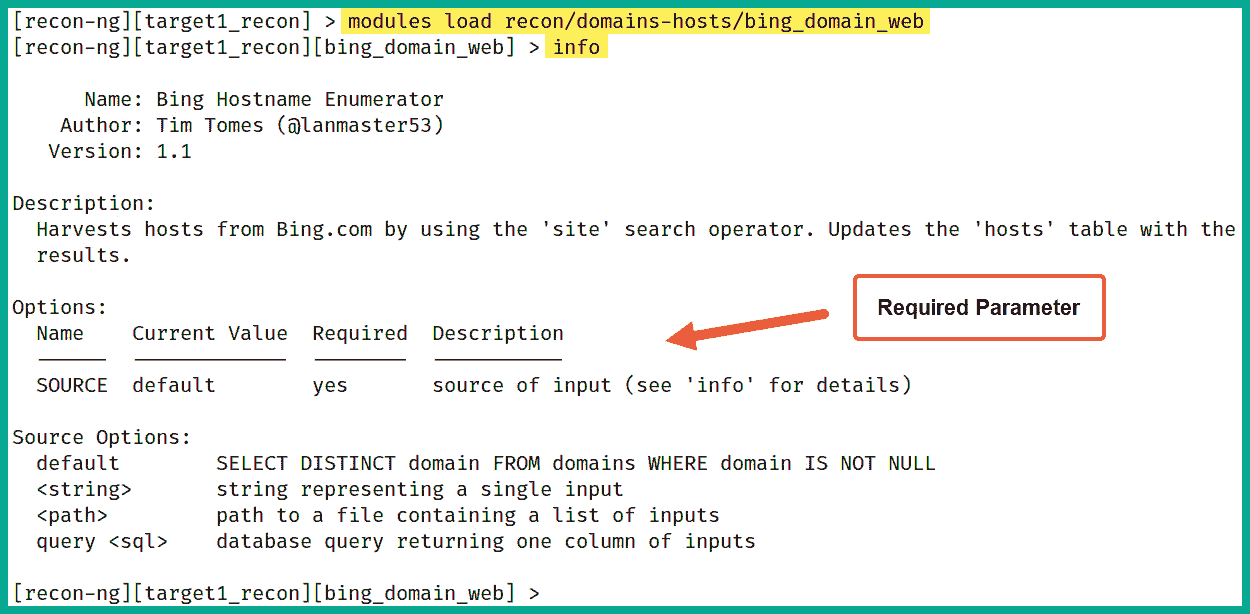 [recon-ng][target1_recon] > modules load recon/domains-hosts/bing_domain_web
[recon-ng][target1_recon][bing_domain_web] > info
Name: Bing Hostname Enumerator
Author: Tim Tomes (@lanmaster53)
Version: 1.1
Description:
Harvests hosts from Bing.com by using the 'site' search operator. Updates the 'hosts' table with the
results.
Options:
Name Current Value Required Description
SOURCE default yes source of input (see 'info' for details)
Required Parameter
Source Options:
default SELECT DISTINCT domain FROM domains WHERE domain IS NOT NULL
<string> string representing a single input
<path> path to a file containing a list of inputs
query <sql> database query returning one column of inputs
[recon-ng][target1_recon][bing_domain_web] >